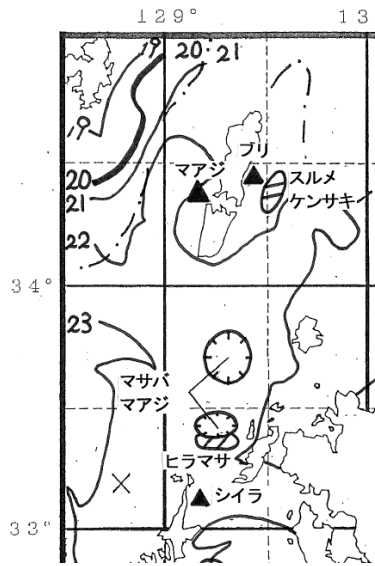 129° 13
19 20 21
19
ブリ
マアジ
スルメ
ケンサキ
20
21
22
34°
23
マサバ
マアジ
ヒラマサ
シイラ
33°